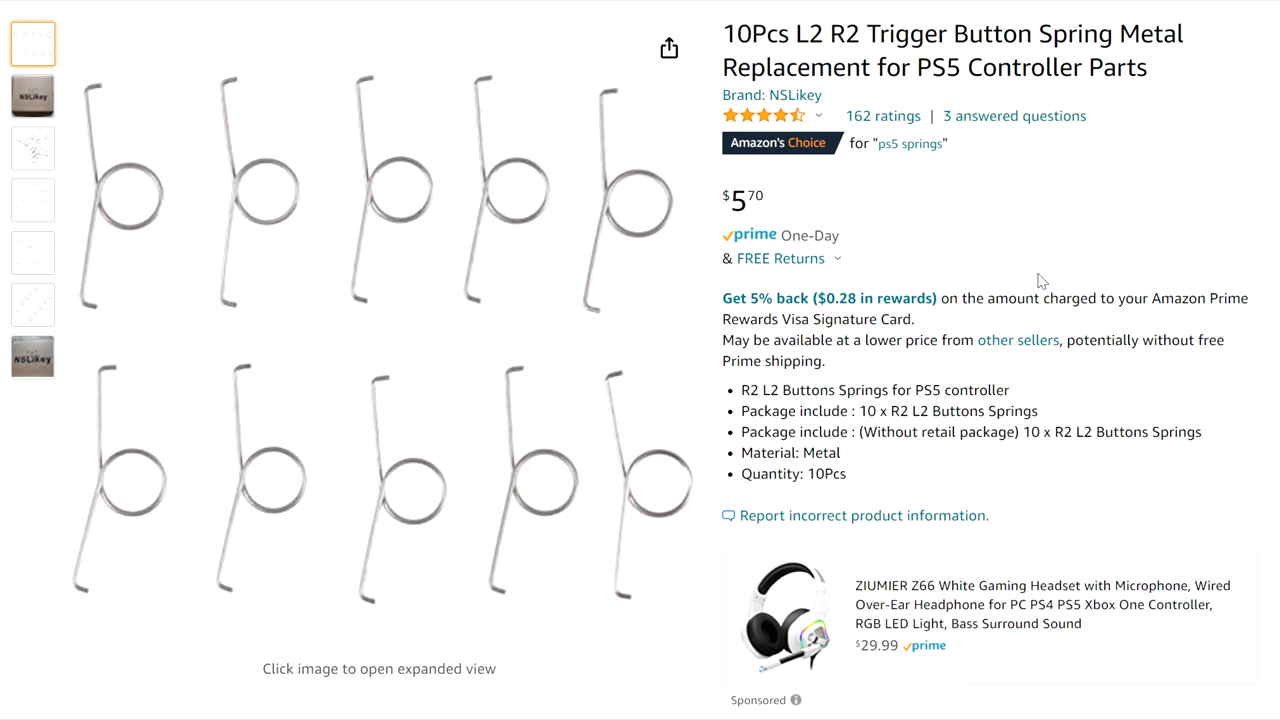 10Pcs L2 R2 Trigger Button Spring Metal
Replacement for PS5 Controller Parts
Brand: NSLikey
162 ratings | 3 answered questions
Amazon's Choice for "ps5 springs"
$5 70
prime One-Day
& FREE Returns
Get 5% back ($0.28 in rewards) on the amount charged to your Amazon Prime
Rewards Visa Signature Card.
May be available at a lower price from other sellers, potentially without free
Prime shipping.
• R2 L2 Buttons Springs for PS5 controller
• Package include : 10 x R2 L2 Buttons Springs
• Package include : (Without retail package) 10 x R2 L2 Buttons Springs
• Material: Metal
• Quantity: 10Pcs
Report incorrect product information.
ZIUMIER Z66 White Gaming Headset with Microphone, Wired
Over-Ear Headphone for PC PS4 PS5 Xbox One Controller,
RGB LED Light, Bass Surround Sound
$29.99 prime
Sponsored
NSLikey
NSLikey
Click image to open expanded view